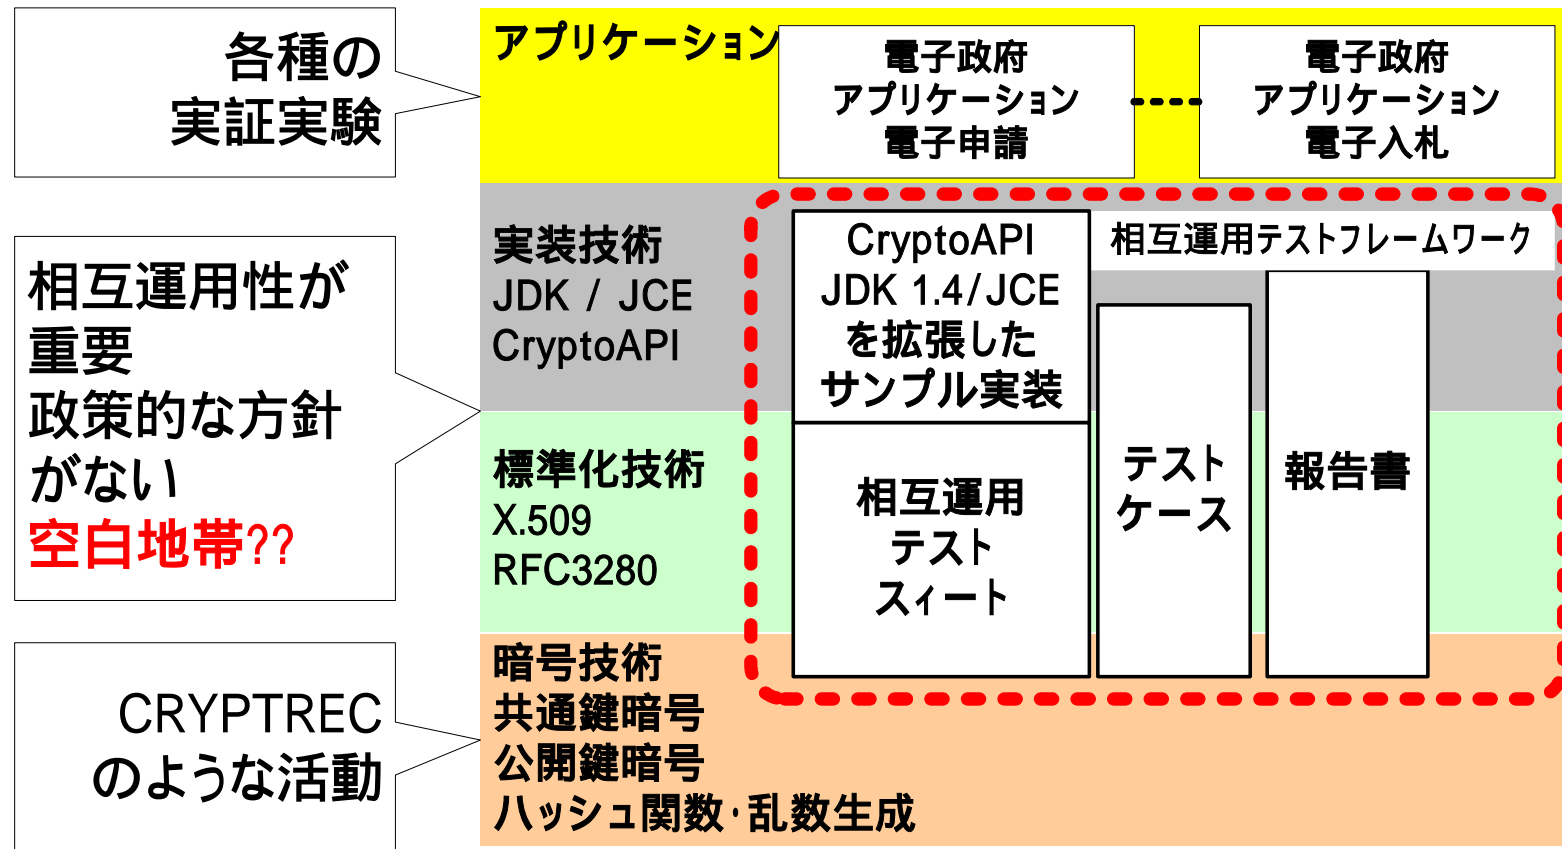 各種の
実証実験
アプリケーション
電子政府
アプリケーション
電子申請
電子政府
アプリケーション
電子入札
相互運用性が
重要
政策的な方針
がない
空白地帯??
実装技術
JDK / JCE
CryptoAPI
CryptoAPI
JDK 1.4/JCE
を拡張した
サンプル実装
相互運用テストフレームワーク
標準化技術
X.509
RFC3280
相互運用
テスト
スィート
テスト
ケース
報告書
CRYPTREC
のような活動
暗号技術
共通鍵暗号
公開鍵暗号
ハッシュ関数・乱数生成